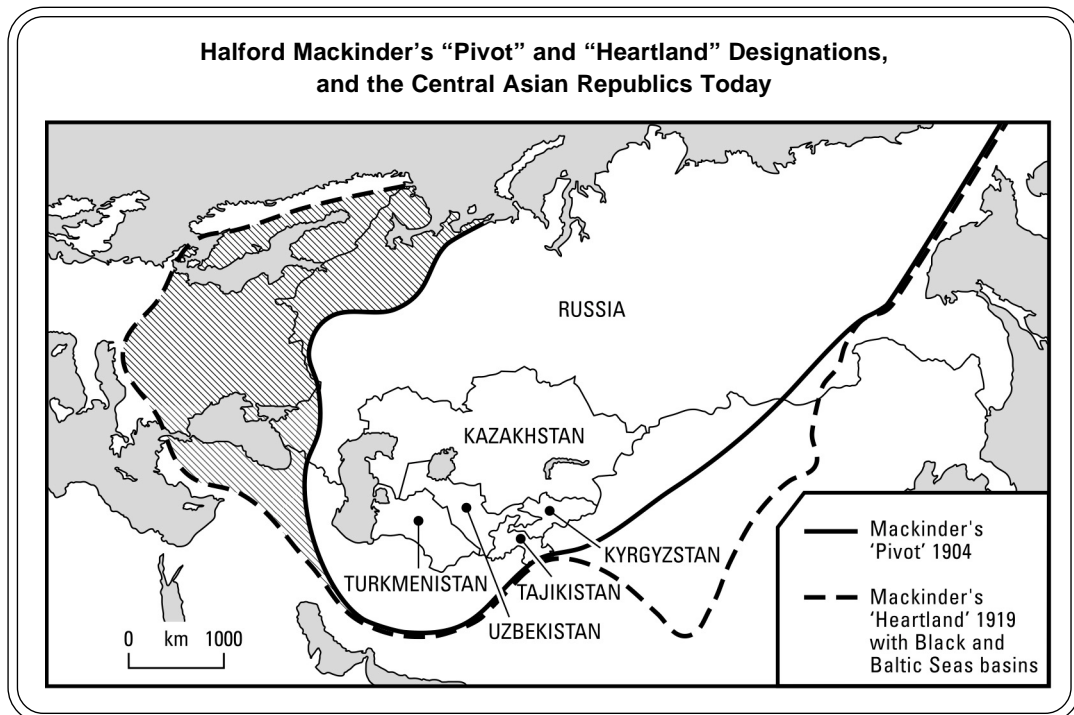 Halford Mackinder’s “Pivot” and “Heartland” Designations,
and the Central Asian Republics Today
RUSSIA
KAZAKHSTAN
KYRGYZSTAN
TURKMENISTAN
TAJIKISTAN
UZBEKISTAN
0 km 1000
Mackinder's
'Pivot' 1904
Mackinder's
'Heartland' 1919
with Black and
Baltic Seas basins